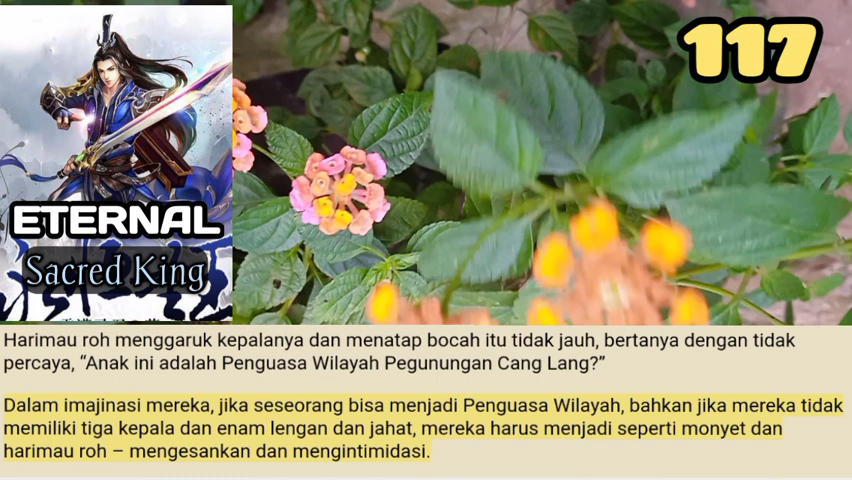 117
ETERNAL
Sacred King
Harimau roh menggaruk kepalanya dan menatap bocah itu tidak jauh, bertanya dengan tidak
percaya, “Anak ini adalah Penguasa Wilayah Pegunungan Cang Lang?”
Dalam imajinasi mereka, jika seseorang bisa menjadi Penguasa Wilayah, bahkan jika mereka tidak
memiliki tiga kepala dan enam lengan dan jahat, mereka harus menjadi seperti monyet dan
harimau roh – mengesankan dan mengintimidasi.